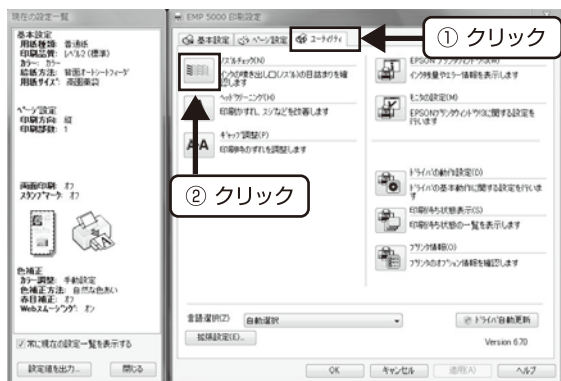 現在の設定一覧
基本設定
用紙種類: 普通紙
印刷品質: レベル2(標準)
カラー: カラー
給紙方法: 背面オートシートフィーダ
用紙サイズ:
ページ設定
印刷方向: 縦
印刷部数: 1
両面印刷: オフ
スタンプマーク: オフ
色補正
カラー調整: 手動設定
色補正方法: 自然な色あい
赤目補正: オフ
Webスムージング: オン
常に現在の設定一覧を表示する
設定値を出力...
閉じる
EMP 5000 印刷設定
基本設定
ページ設定
ユーティリティ
① クリック
ノズルチェック(N)
インクの噴き出し口(ノズル)の目詰まりを確認します
ヘッドクリーニング(H)
印刷かすれ、スジなどを改善します
ギャップ調整(P)
印刷時のずれを調整します
② クリック
EPSON プリンタウィンドウ!3(W)
インク残量やエラー情報を表示します
モニタの設定(M)
EPSONプリンタウィンドウ!3に関する設定を
行います
ドライバの動作設定(D)
ドライバの基本動作に関する設定を行いま
す
印刷待ち状態表示(S)
印刷待ち状態の一覧を表示します
プリンタ情報(O)
プリンタのオプション情報を確認します
言語選択(Z)
自動選択
ドライバ自動更新
拡張設定(E)...
Version 6.70
OK
キャンセル
適用(A)
ヘルプ